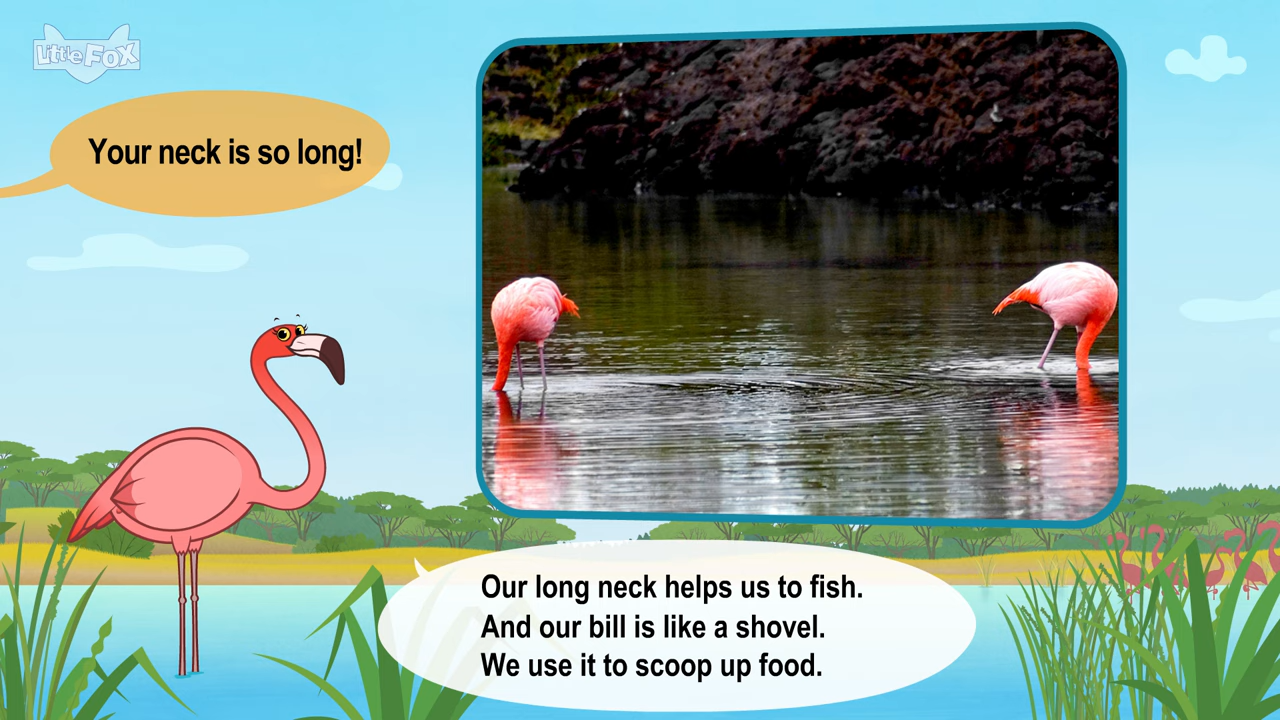 Little Fox
Your neck is so long!
Our long neck helps us to fish.
And our bill is like a shovel.
We use it to scoop up food.